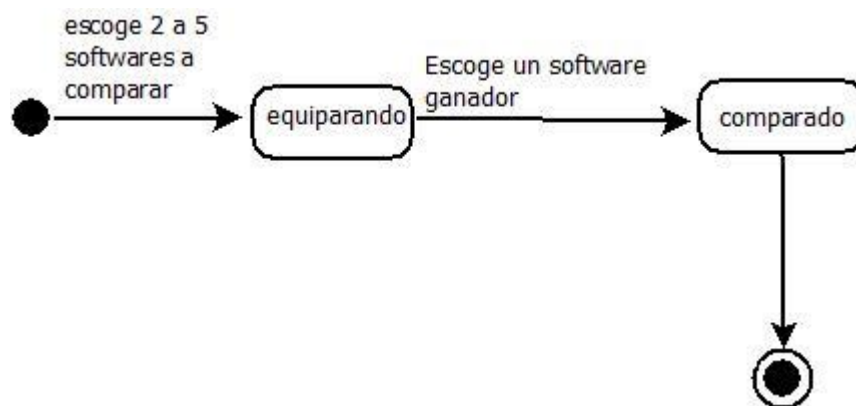 escoge 2 a 5
softwares a
comparar
Escoge un software
ganador
equiparando
comparado